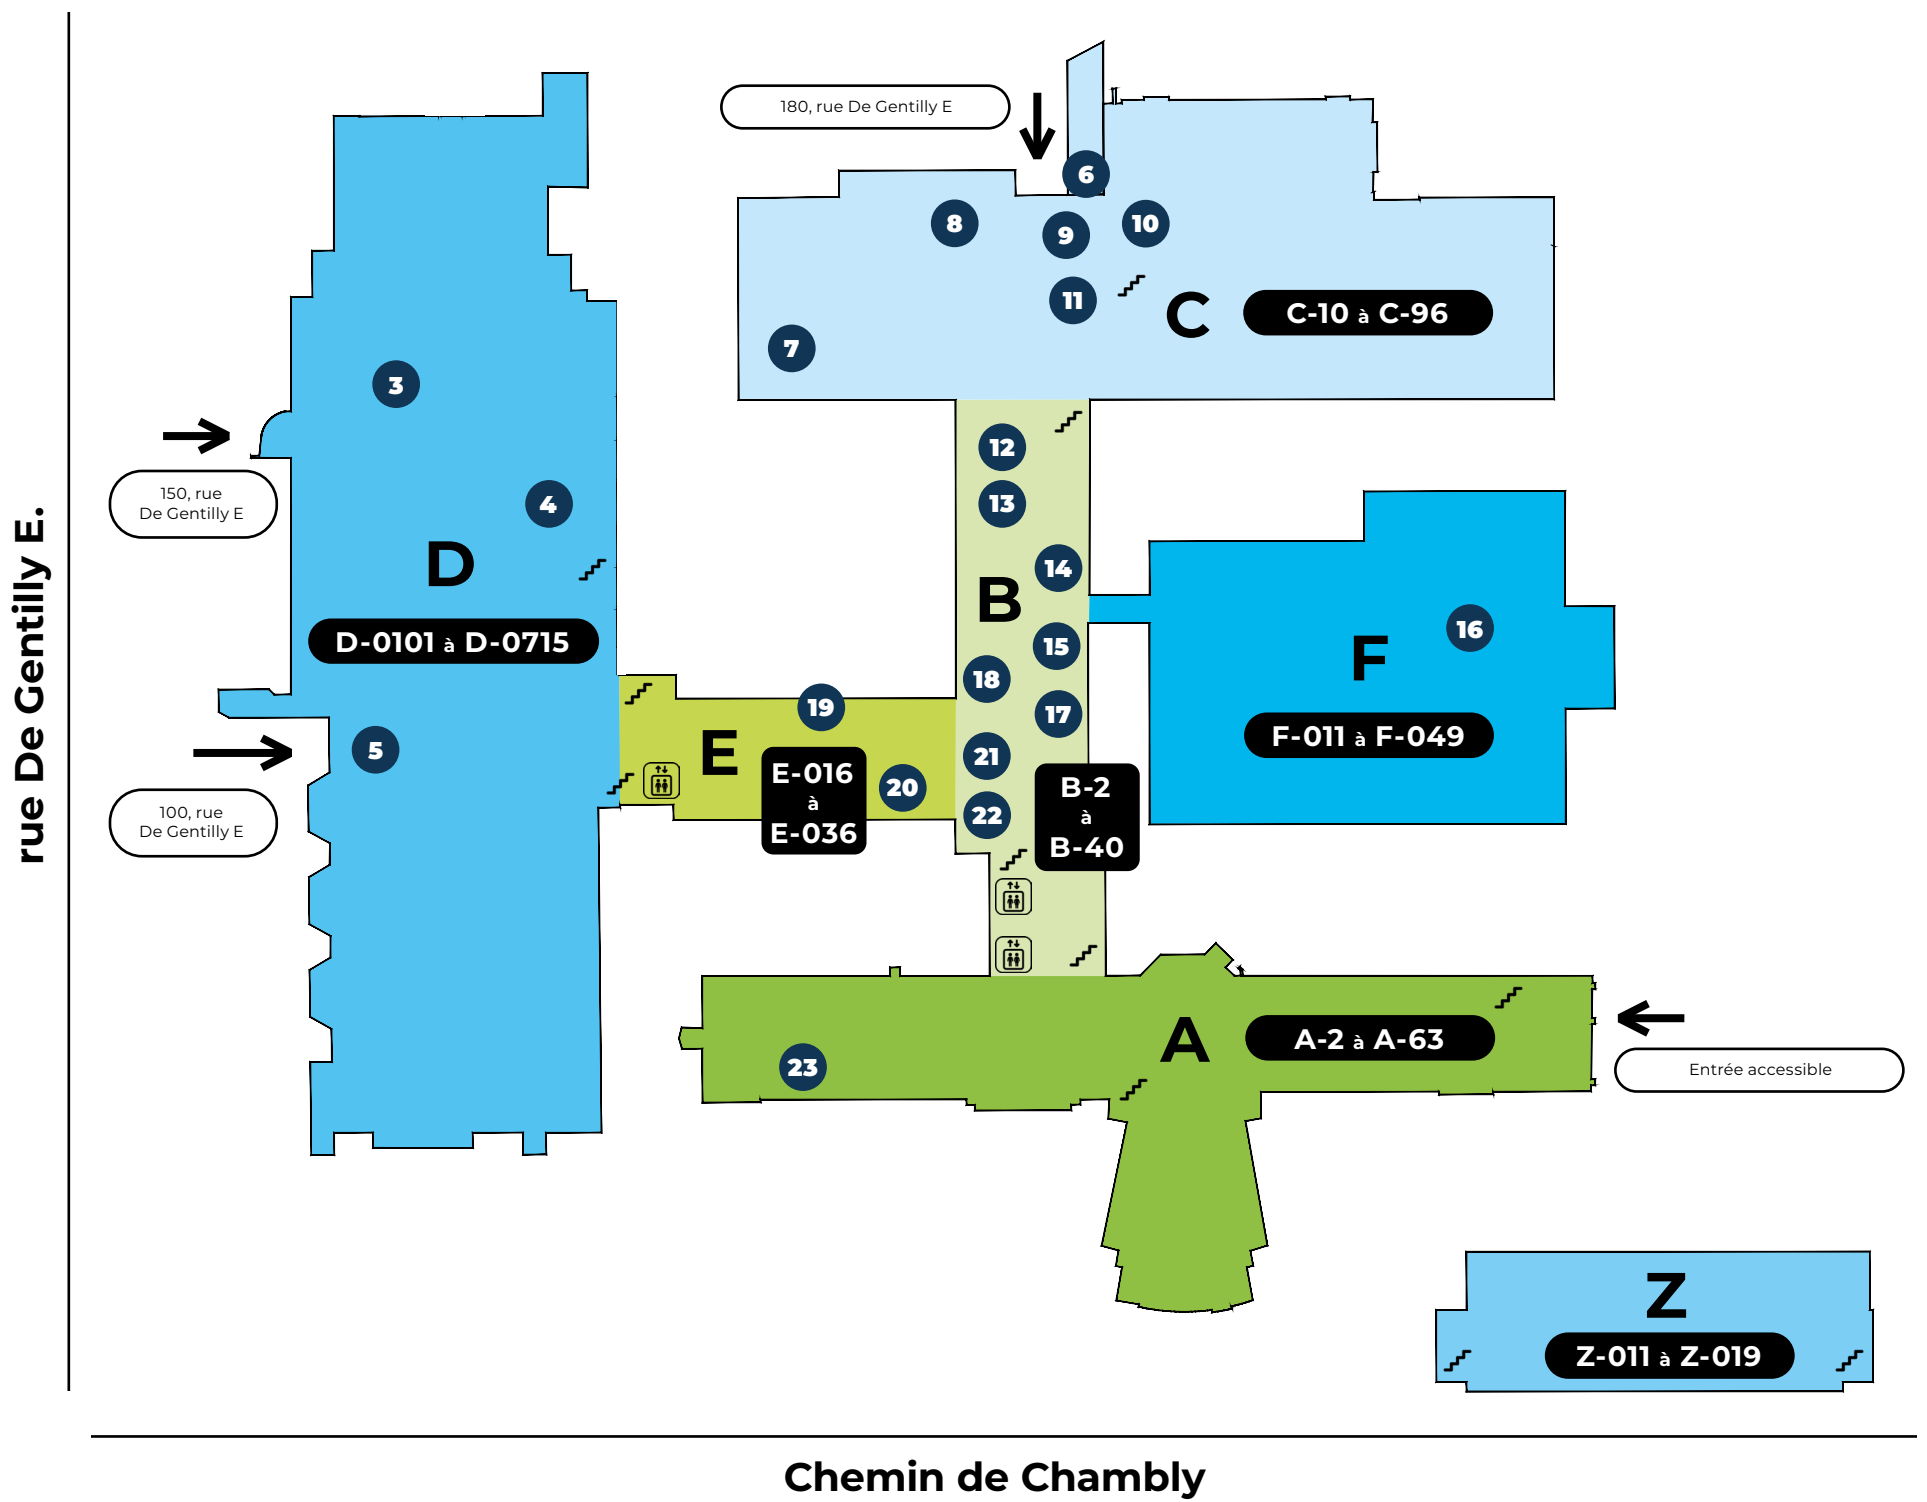 180, rue De Gentilly E
6
8
9
10
11
C
C-10 à C-96
7
3
150, rue
De Gentilly E
4
D
D-0101 à D-0715
rue De Gentilly E.
5
100, rue
De Gentilly E
12
13
14
B
15
18
17
21
22
B-2
à
B-40
16
F
F-011 à F-049
19
E
E-016
à
E-036
20
A
A-2 à A-63
23
Entrée accessible
Z
Z-011 à Z-019
Chemin de Chambly